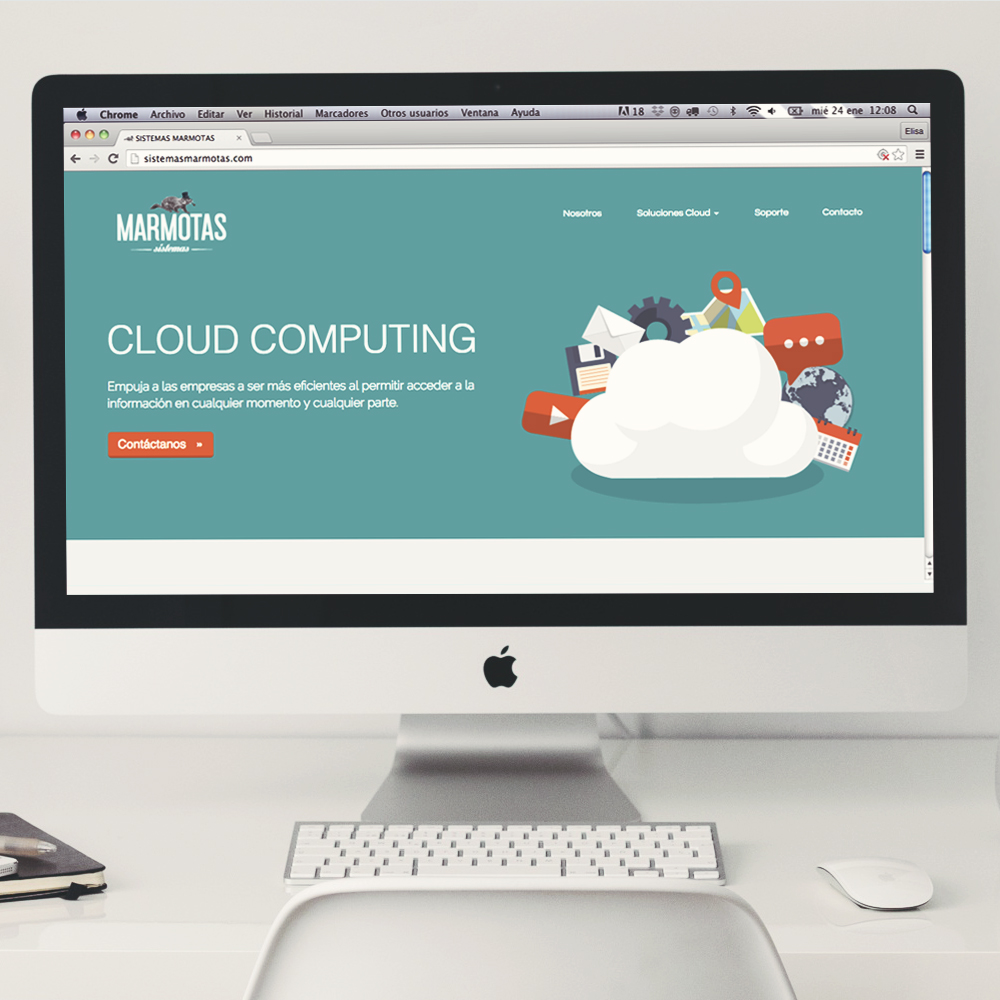 Chrome Archivo Editar Ver Historial Marcadores Otros usuarios Ventana Ayuda 18 mié 24 ene 12:08
SISTEMAS MARMOTAS × Elisa
sistemasmarmotas.com
MARMOTAS
sistemas
Nosotros Soluciones Cloud Soporte Contacto
CLOUD COMPUTING
Empuja a las empresas a ser más eficientes al permitir acceder a la
información en cualquier momento y cualquier parte.
Contáctanos »